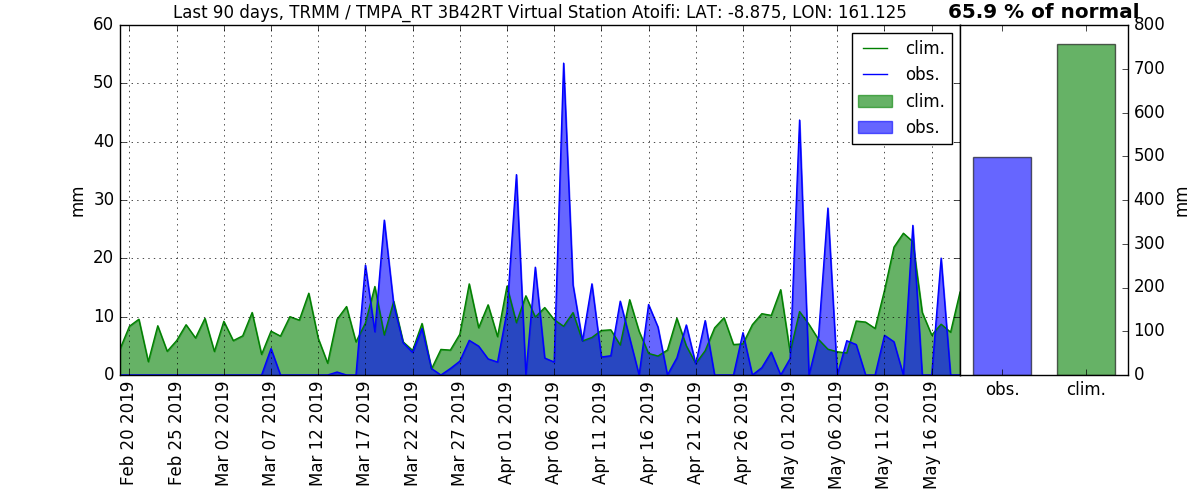 Last 90 days, TRMM / TMPA_RT 3B42RT Virtual Station Atoifi: LAT: -8.875, LON: 161.125
65.9 % of normal
60
50
40
30
20
10
0
mm
clim.
obs.
clim.
obs.
Feb 20 2019
Feb 25 2019
Mar 02 2019
Mar 07 2019
Mar 12 2019
Mar 17 2019
Mar 22 2019
Mar 27 2019
Apr 01 2019
Apr 06 2019
Apr 11 2019
Apr 16 2019
Apr 21 2019
Apr 26 2019
May 01 2019
May 06 2019
May 11 2019
May 16 2019
800
700
600
500
400
300
200
100
0
mm
obs.
clim.